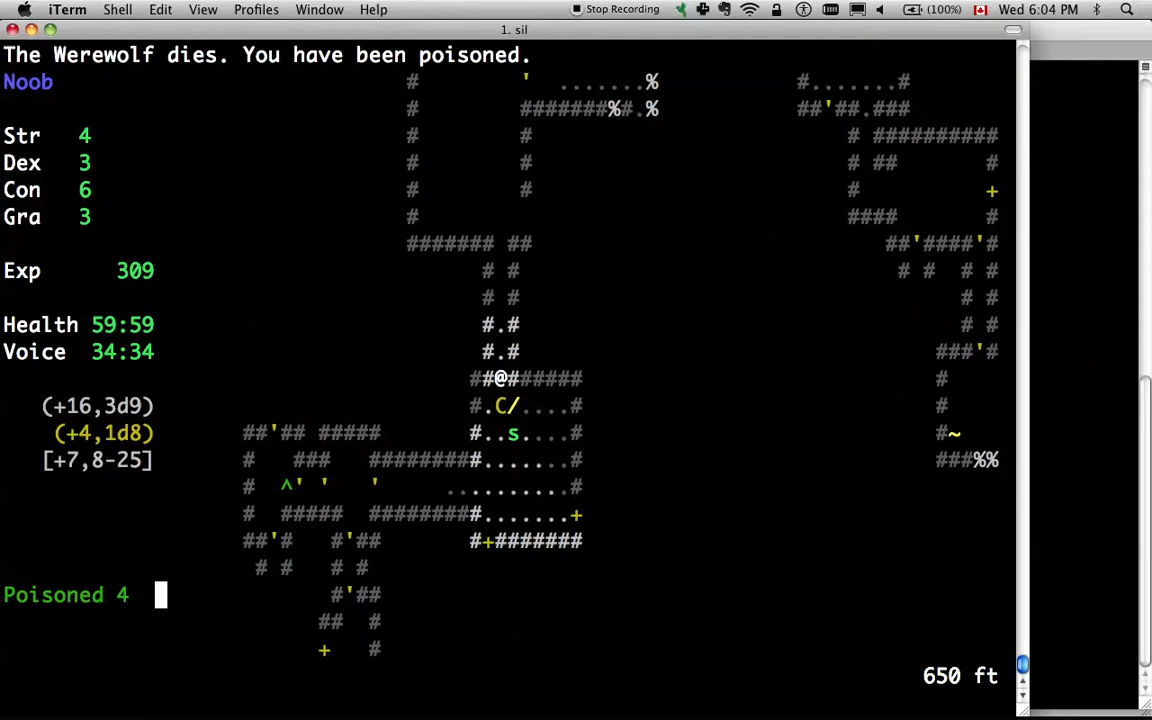 iTerm Shell Edit View Profiles Window Help Stop Recording (100%) Wed 6:04 PM
1. sil
The Werewolf dies. You have been poisoned.
Noob # ' .......% #.......#
# #######%#.% ##'##.###
Str 4 # # # ##########
Dex 3 # # # ## #
Con 6 # # # +
Gra 3 # #### #
####### ## ##'####'#
Exp 309 # # # # # #
# # # #
Health 59:59 #.# # #
Voice 34:34 #.# ###'#
##@###### #
(+16,3d9) #.C/....# #
(+4,1d8) ##'## ##### #..s....# #~
[+7,8-25] # ### #########.......# ###%%
# ^' ' ' ..........#
# ##### #########.......+
##'# #'## #+#######
# # # #
Poisoned 4 #'##
## #
+ #
650 ft